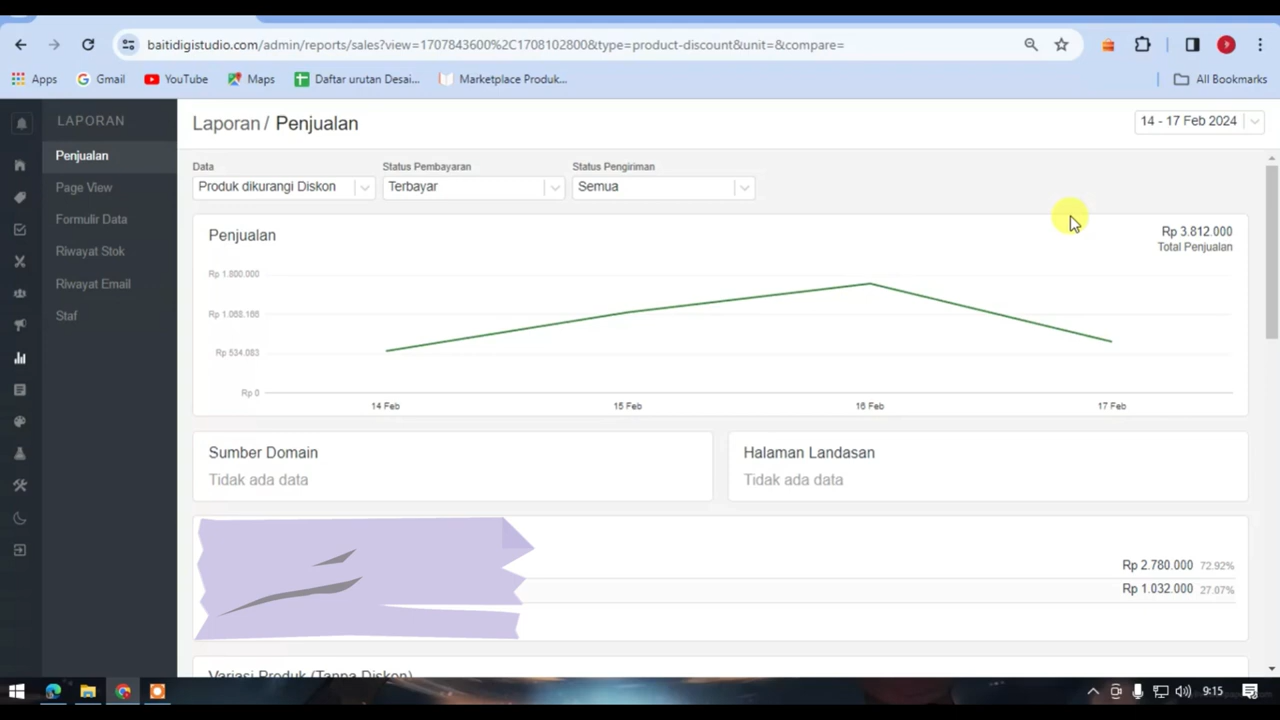 baitidigistudio.com/admin/reports/sales?view=1707843600%2C1708102800&type=product-discount&unit=&compare=
Apps
Gmail
YouTube
Maps
Daftar urutan Desai...
Marketplace Produk...
All Bookmarks
LAPORAN
Penjualan
Page View
Formulir Data
Riwayat Stok
Riwayat Email
Staf
Laporan / Penjualan
14 - 17 Feb 2024
Data
Status Pembayaran
Status Pengiriman
Produk dikurangi Diskon
Terbayar
Semua
Penjualan
Rp 3.812.000
Total Penjualan
Rp 1.600.000
Rp 1.068.166
Rp 534.083
Rp 0
14 Feb
15 Feb
16 Feb
17 Feb
Sumber Domain
Tidak ada data
Halaman Landasan
Tidak ada data
Rp 2.780.000 72.92%
Rp 1.032.000 27.07%
Variasi Produk (Tanpa Diskon)
9:15